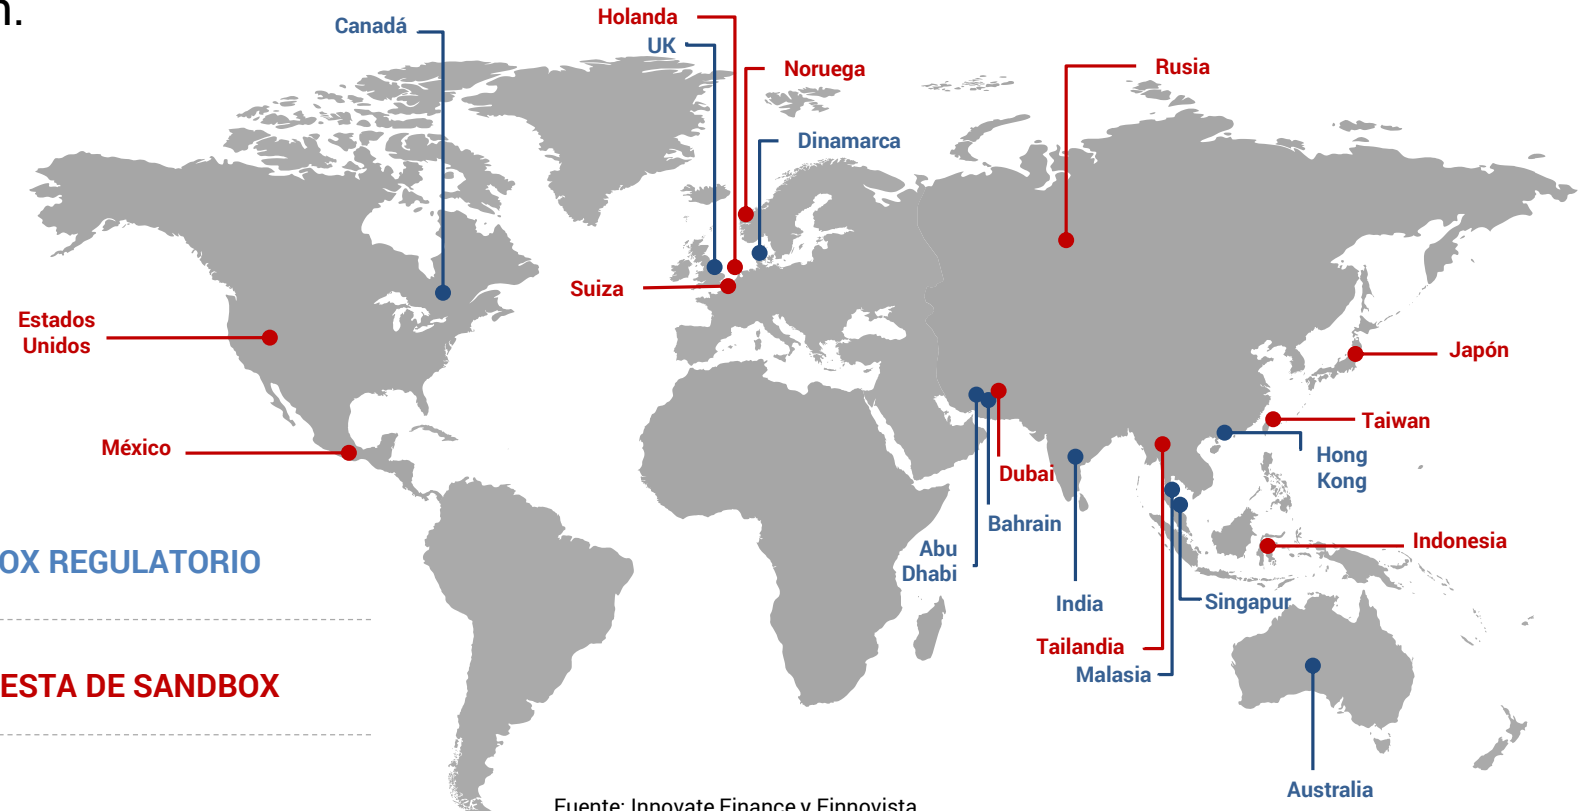 n.
Canadá
Holanda
UK
Noruega
Rusia
Dinamarca
Suiza
Estados
Unidos
Japón
México
Taiwan
Hong
Kong
Dubai
Bahrain
Abu
Dhabi
Indonesia
OX REGULATORIO
India
Singapur
Tailandia
Malasia
ESTA DE SANDBOX
Australia
Fuente: Innovate Finance y Finnovista